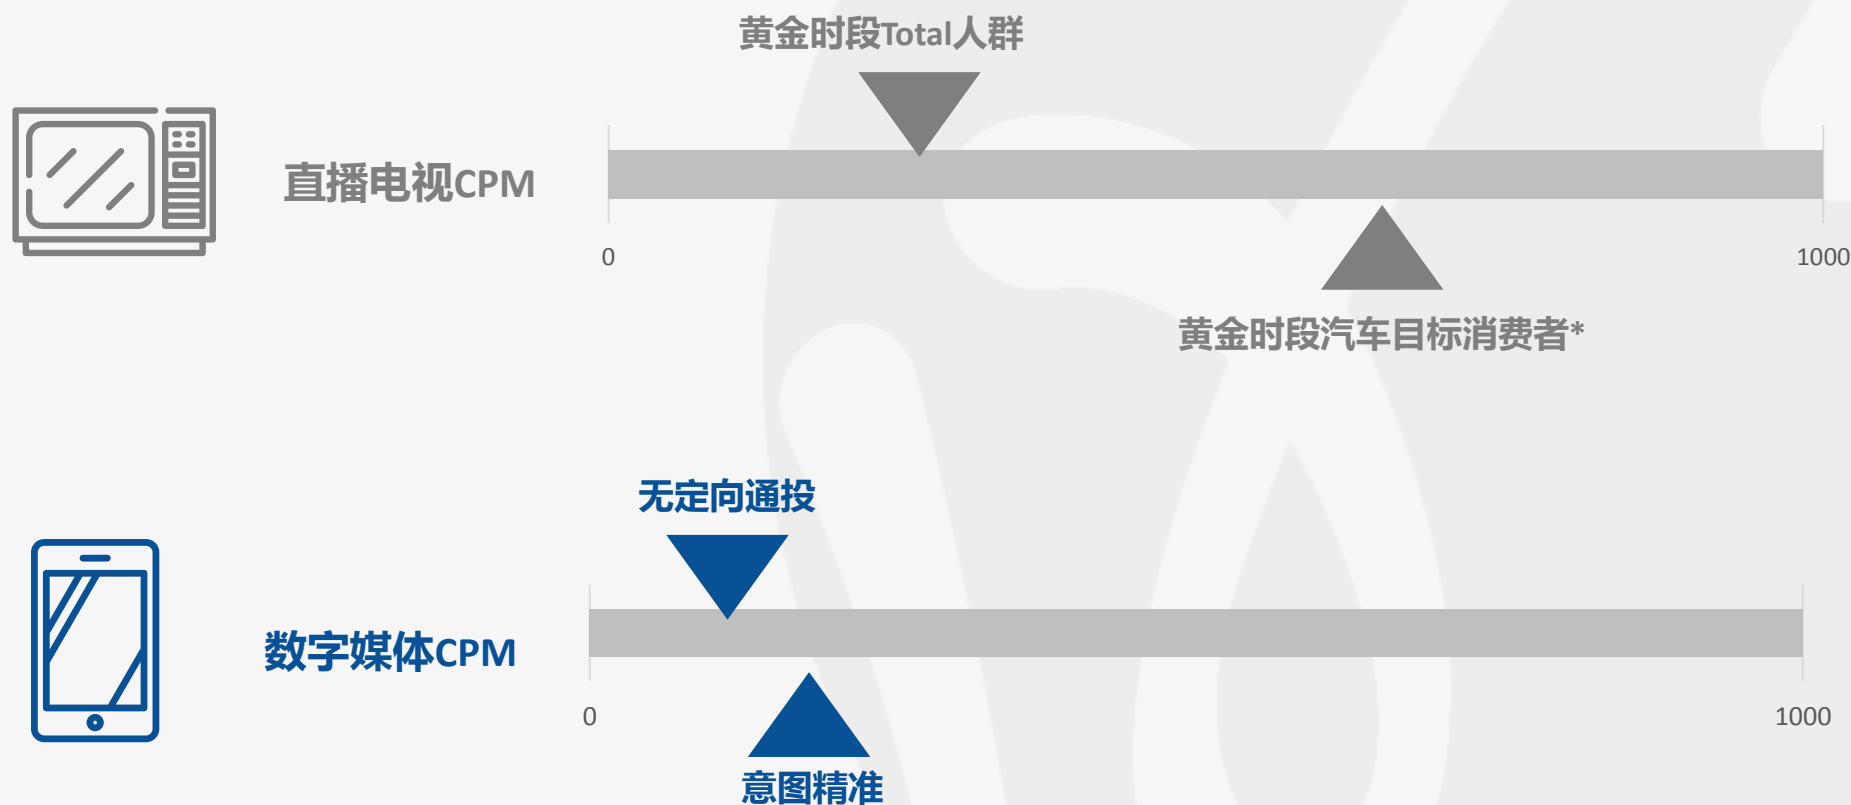 黄金时段Total人群
直播电视CPM
0
1000
黄金时段汽车目标消费者*
无定向通投
数字媒体CPM
0
1000
意图精准